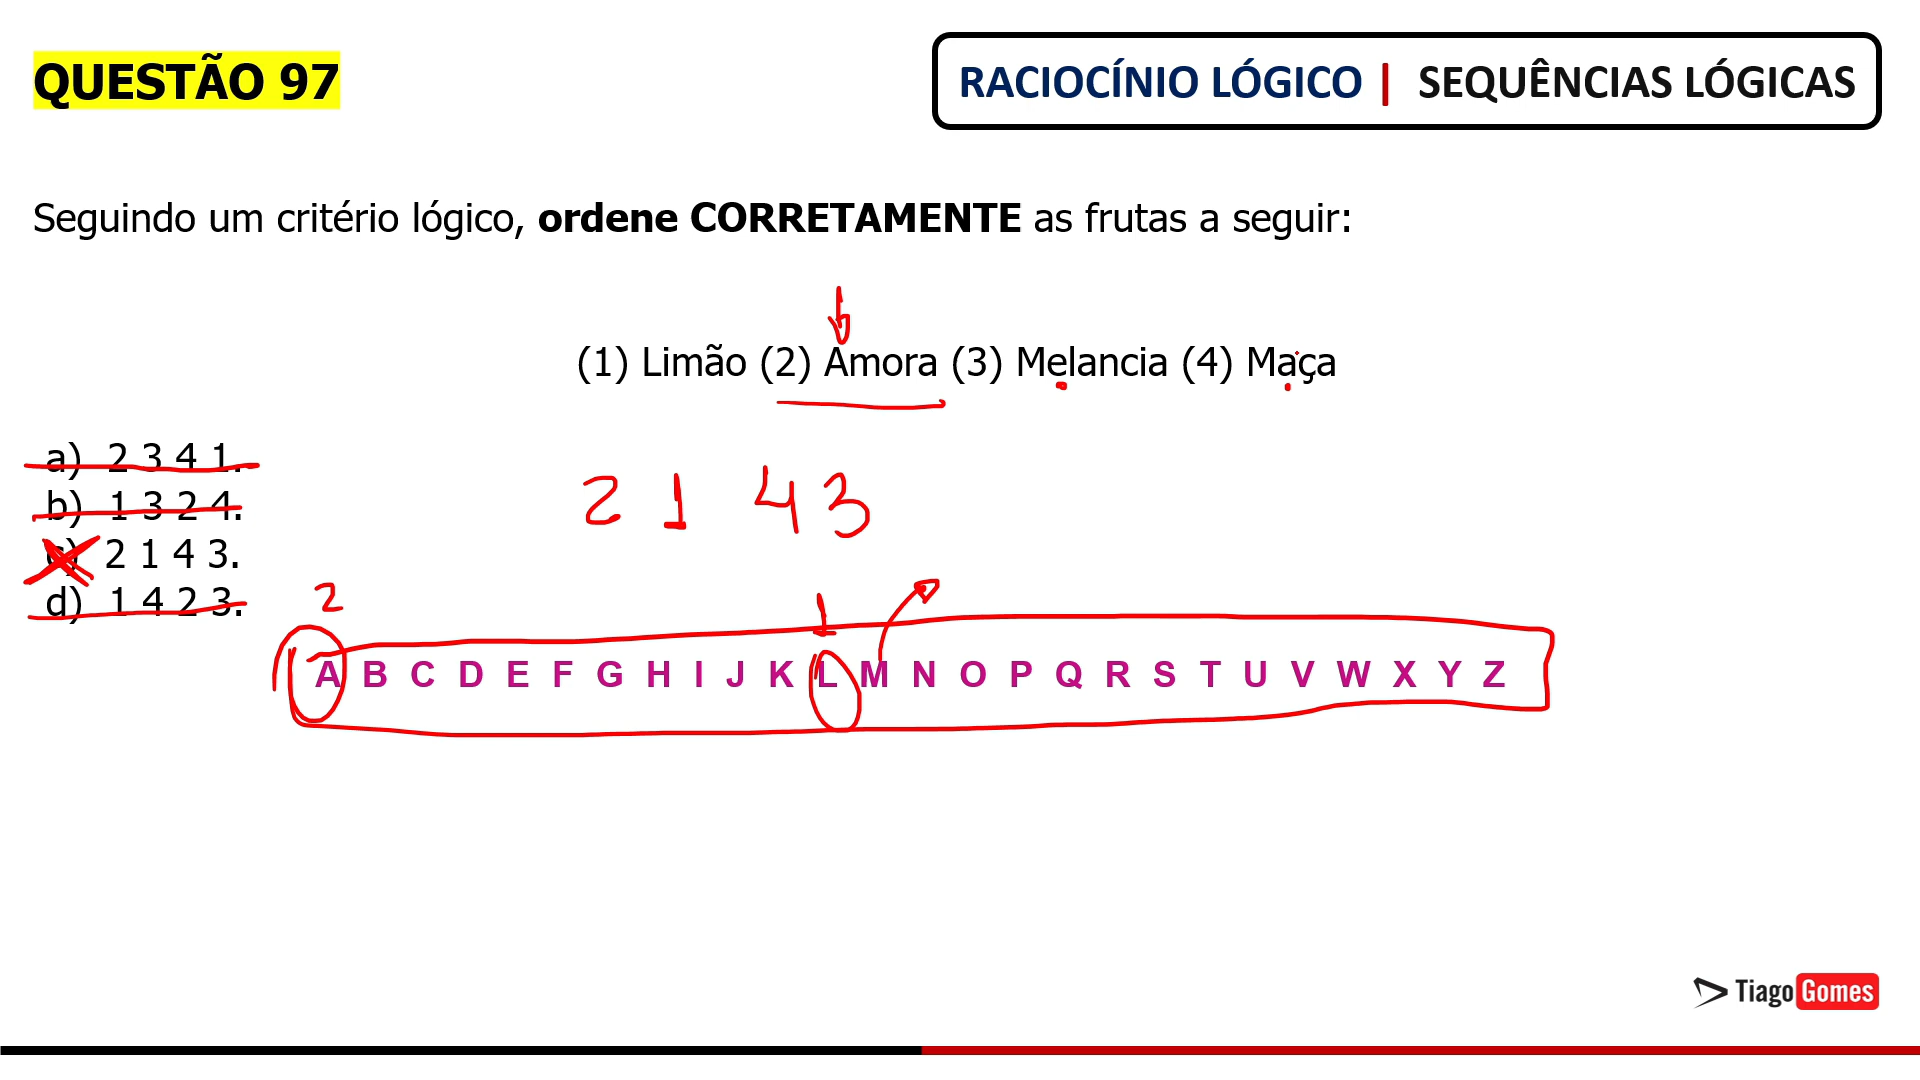 QUESTÃO 97
RACIOCÍNIO LÓGICO | SEQUÊNCIAS LÓGICAS
Seguindo um critério lógico, ordene CORRETAMENTE as frutas a seguir:
(1) Limão (2) Amora (3) Melancia (4) Maça
a) 2 3 4 1.
b) 1 3 2 4.
c) 2 1 4 3.
d) 1 4 2 3.
2 1 4 3
2 1
A B C D E F G H I J K L M N O P Q R S T U V W X Y Z
Tiago Gomes